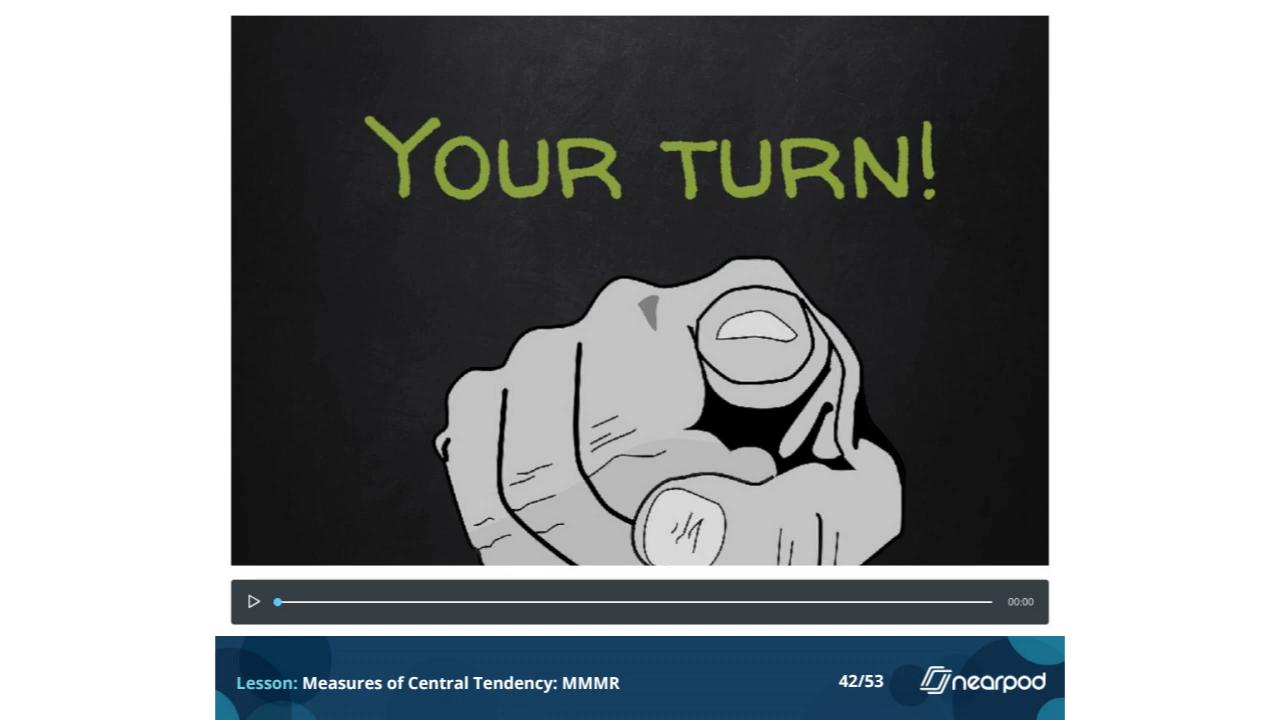 YOUR TURN!
00:00
Lesson: Measures of Central Tendency: MMMR
42/53
nearpod